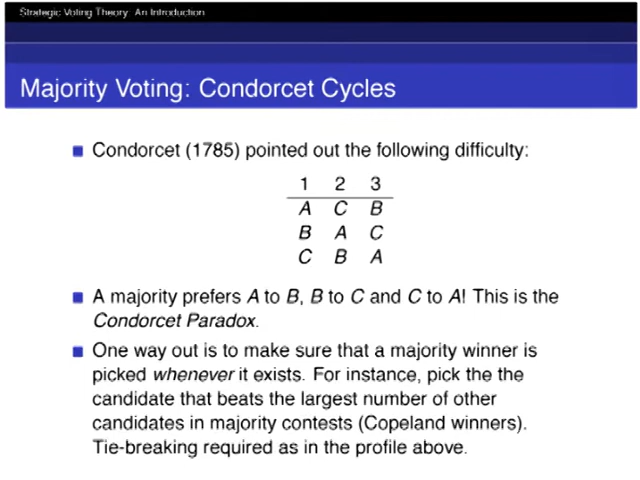 Strategic Voting Theory: An Introduction
Majority Voting: Condorcet Cycles
Condorcet (1785) pointed out the following difficulty:
1 2 3
A C B
B A C
C B A
A majority prefers A to B, B to C and C to A! This is the
Condorcet Paradox.
One way out is to make sure that a majority winner is
picked whenever it exists. For instance, pick the the
candidate that beats the largest number of other
candidates in majority contests (Copeland winners).
Tie-breaking required as in the profile above.